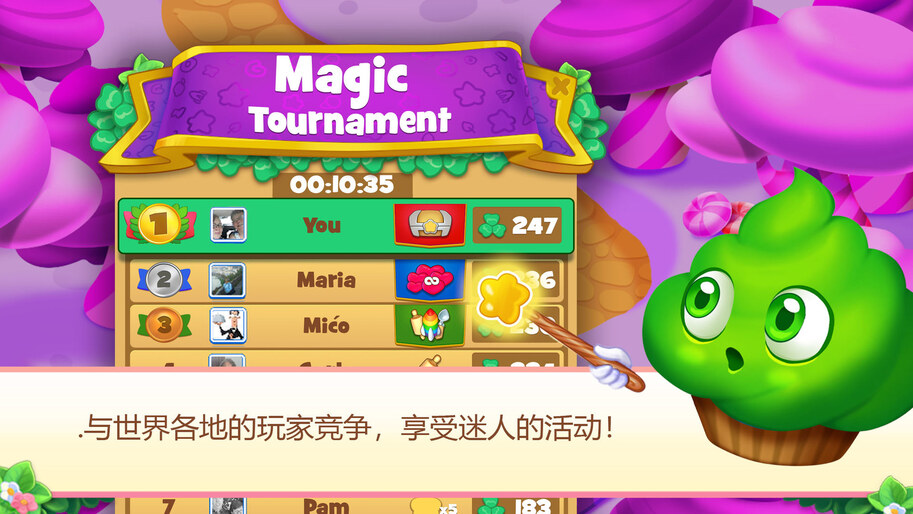 Magic
Tournament
00:10:35
1 You 247
2 Maria
3 Mićo
.与世界各地的玩家竞争，享受迷人的活动！
7 Pam x5 183